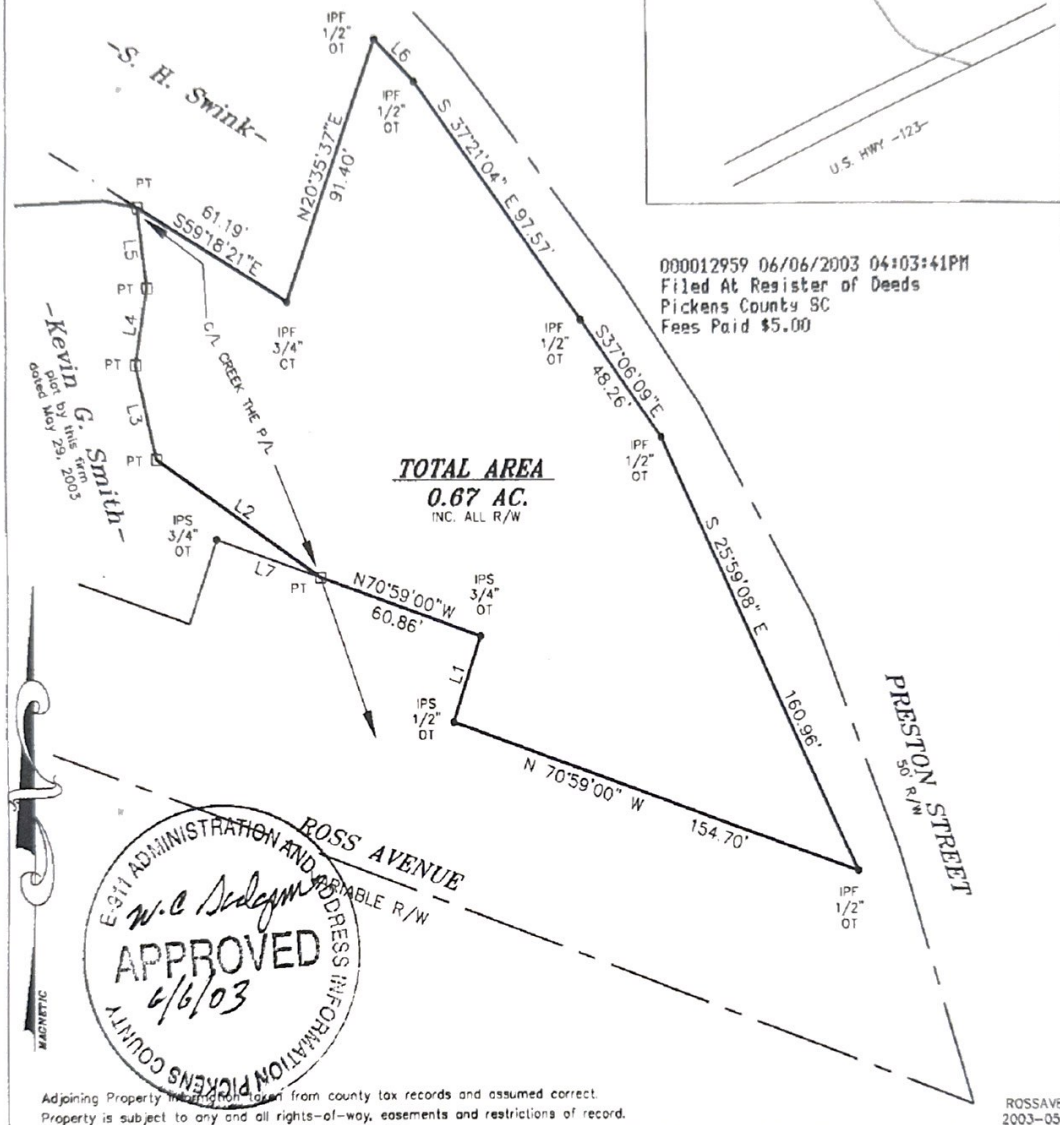 IPF
1/2"
OT
-S. H. Swink-
L6
IPF
1/2"
OT
N20°35'37"E
91.40'
S 37°21'04" E 97.57'
U.S. HWY -123-
PT
61.19'
S59°18'21"E
L5
PT
000012959 06/06/2003 04:03:41PM
Filed At Register of Deeds
Pickens County SC
Fees Paid $5.00
IPF
3/4"
CT
L4
C/L CREEK THE P/L
IPF
1/2"
OT
S37°06'09"E
48.26'
PT
-Kevin G. Smith-
plat by this firm
dated May 29, 2003
L3
PT
IPF
1/2"
OT
TOTAL AREA
0.67 AC.
INC. ALL R/W
L2
IPS
3/4"
OT
L7
PT
N70°59'00"W
60.86'
IPS
3/4"
OT
S 25°59'08" E
160.96'
L1
IPS
1/2"
OT
N 70°59'00" W
154.70'
PRESTON STREET
50' R/W
IPF
1/2"
OT
ROSS AVENUE
VARIABLE R/W
E-911 ADMINISTRATION AND ADDRESS INFORMATION PICKENS COUNTY
APPROVED
6/6/03
MAGNETIC
Adjoining Property information taken from county tax records and assumed correct.
Property is subject to any and all rights-of-way, easements and restrictions of record.
ROSSAVE
2003-05